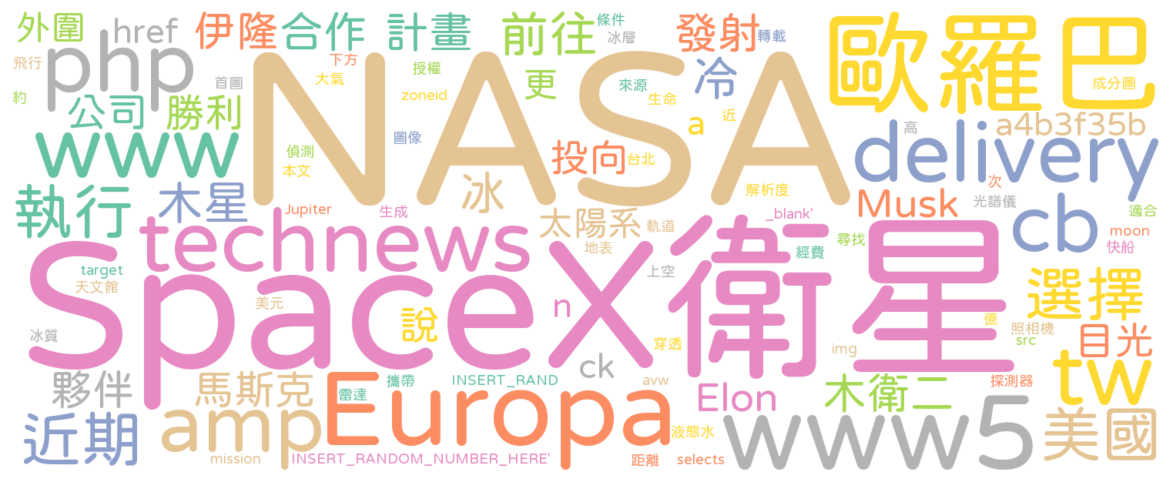 外圍 href 伊隆 合作 計畫 前往 條件 冰層 發射 轉載 歐羅巴
飛行 php 首圖 下方 大氣 授權 zoneid 更 來源 生命 冷 近 成分圖
約 公司 勝利 NASA 圖像 a 高 a4b3f35b
www 偵測 本文 投向 台北 解析度 delivery
執行 木星 Jupiter 生成 冰 太陽系 軌道 _blank' Musk 次 光譜儀 cb 適合 moon
technews 地表 經費 尋找 快船
target 天文館 SpaceX 衛星 上空 選擇
美元 n 說 億 照相機
冰質 穿透 img src 目光
夥伴 馬斯克 雷達 攜帶 INSERT_RAND ck avw Elon 木衛二 探測器 tw
近期 amp Europa 液態水 www5 美國
mission INSERT_RANDOM_NUMBER_HERE' 距離 selects